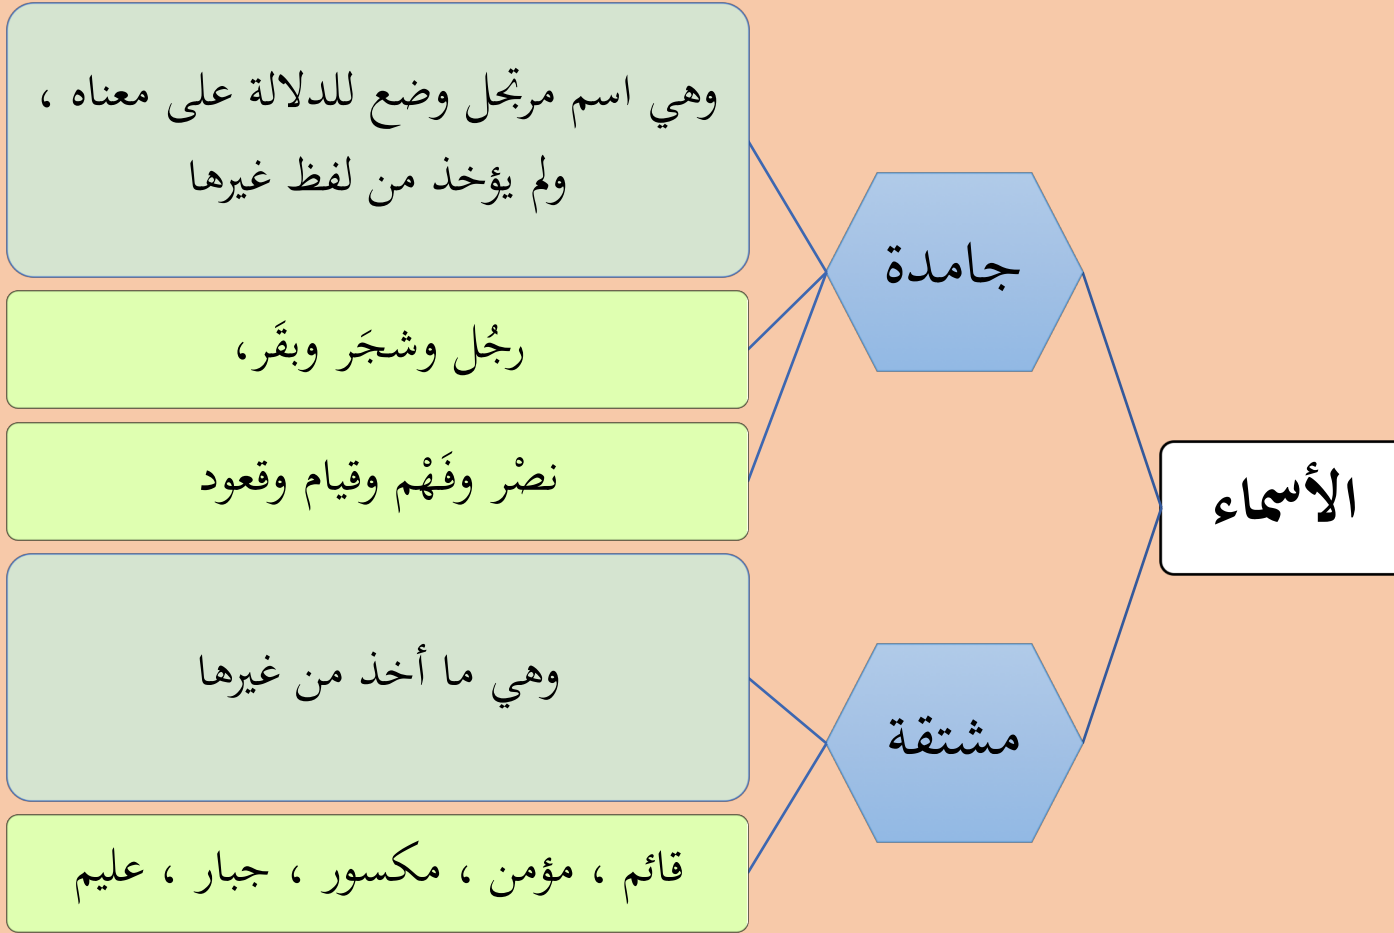 الأسماء
جامدة
وهي اسم مرتجل وضع للدلالة على معناه ،
ولم يؤخذ من لفظ غيرها
رجُل وشجَر وبقَر،
نصْر وفَهْم وقيام وقعود
مشتقة
وهي ما أخذ من غيرها
قائم ، مؤمن ، مكسور ، جبار ، عليم